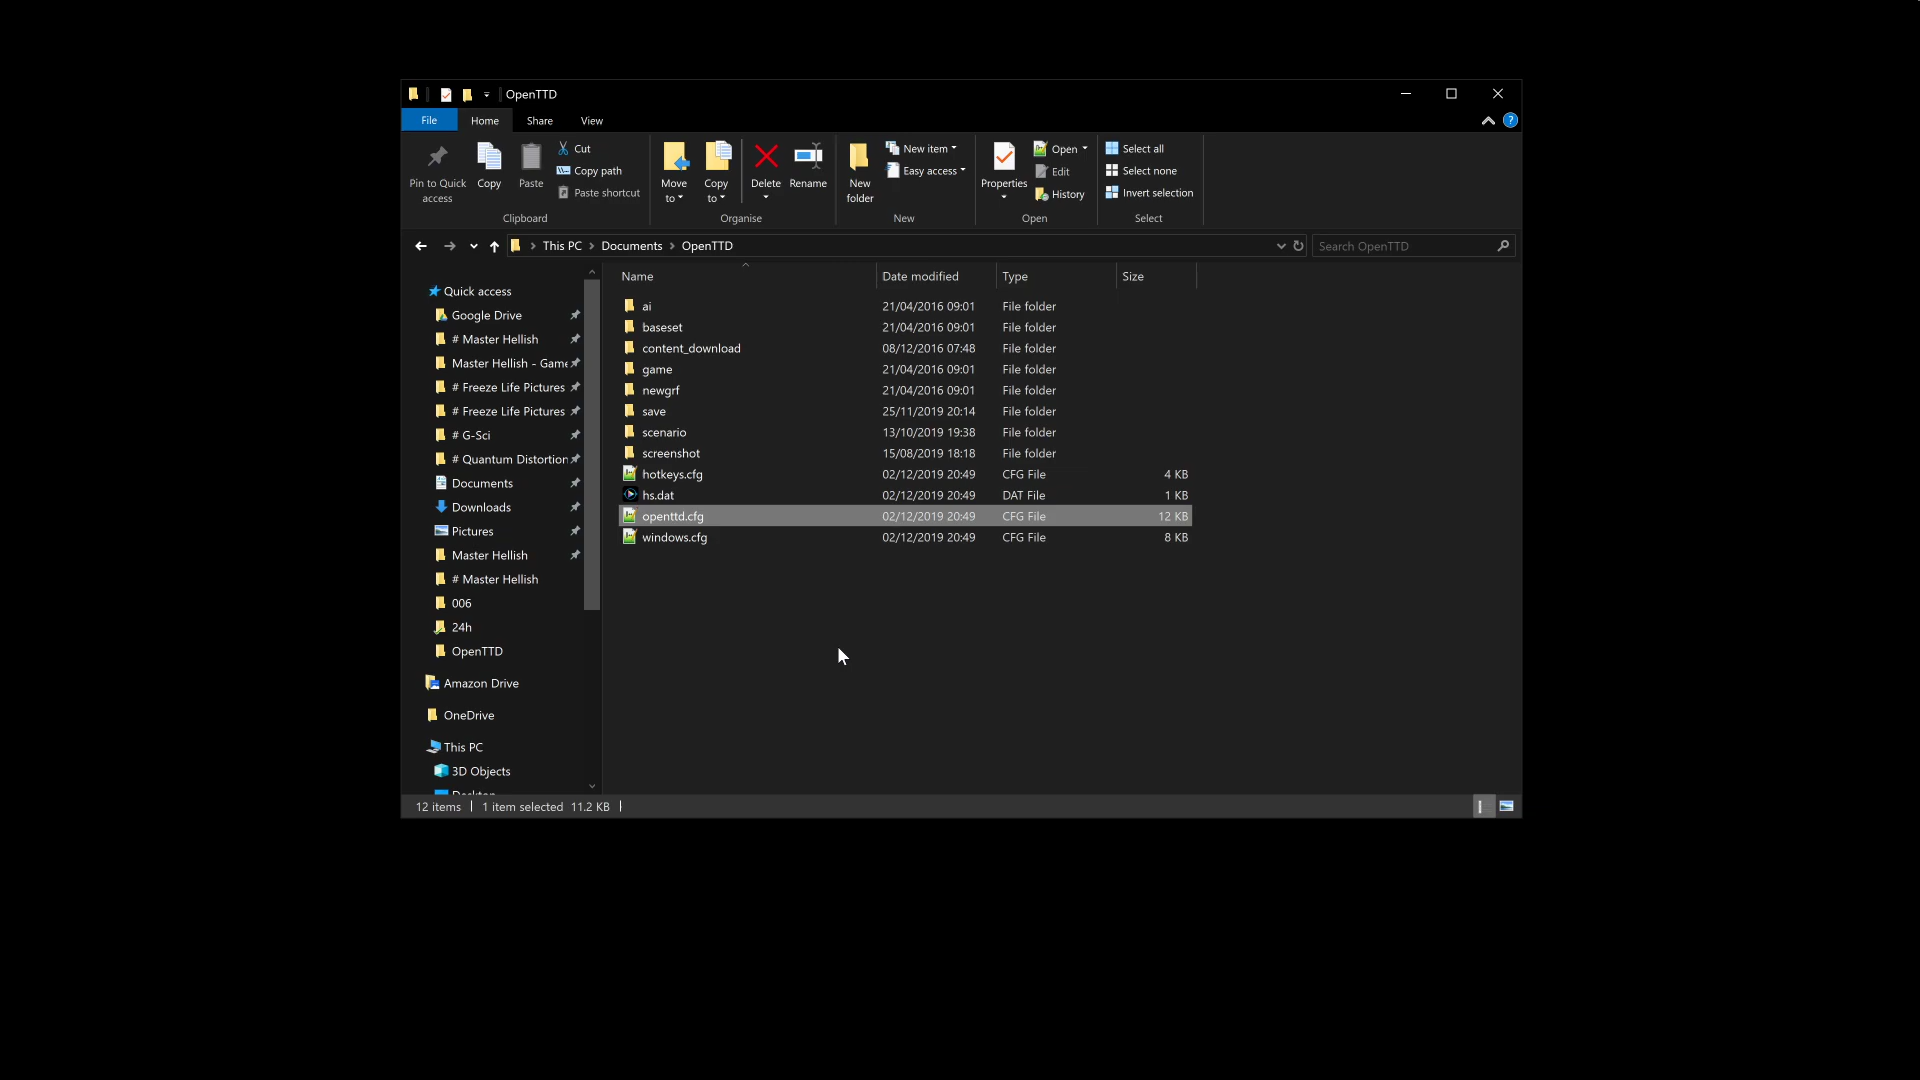 OpenTTD
File Home Share View
Pin to Quick access
Copy
Paste
Cut
Copy path
Paste shortcut
Clipboard
Move to
Copy to
Delete
Rename
Organise
New folder
New item
Easy access
New
Properties
Open
Edit
History
Open
Select all
Select none
Invert selection
Select
This PC > Documents > OpenTTD
Search OpenTTD
Quick access
Google Drive
# Master Hellish
Master Hellish - Game
# Freeze Life Pictures
# Freeze Life Pictures
# G-Sci
# Quantum Distortion
Documents
Downloads
Pictures
Master Hellish
# Master Hellish
006
24h
OpenTTD
Amazon Drive
OneDrive
This PC
3D Objects
Desktop
Name Date modified Type Size
ai 21/04/2016 09:01 File folder
baseset 21/04/2016 09:01 File folder
content_download 08/12/2016 07:48 File folder
game 21/04/2016 09:01 File folder
newgrf 21/04/2016 09:01 File folder
save 25/11/2019 20:14 File folder
scenario 13/10/2019 19:38 File folder
screenshot 15/08/2019 18:18 File folder
hotkeys.cfg 02/12/2019 20:49 CFG File 4 KB
hs.dat 02/12/2019 20:49 DAT File 1 KB
openttd.cfg 02/12/2019 20:49 CFG File 12 KB
windows.cfg 02/12/2019 20:49 CFG File 8 KB
12 items 1 item selected 11.2 KB